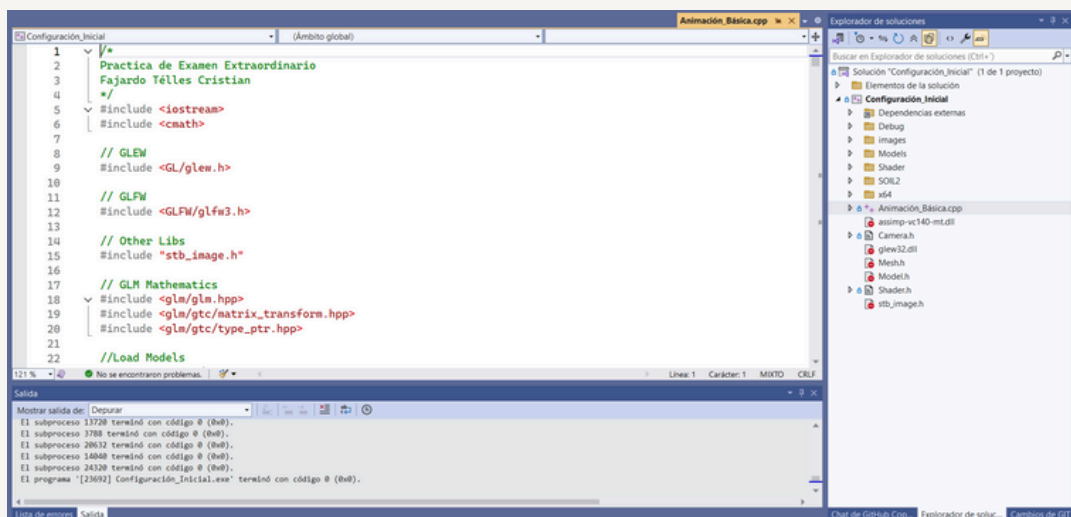 Animación_Básica.cpp
Configuración_Inicial
(Ámbito global)
1 /*
2 Practica de Examen Extraordinario
3 Fajardo Télles Cristian
4 */
5 #include <iostream>
6 #include <cmath>
7
8 // GLEW
9 #include <GL/glew.h>
10
11 // GLFW
12 #include <GLFW/glfw3.h>
13
14 // Other Libs
15 #include "stb_image.h"
16
17 // GLM Mathematics
18 #include <glm/glm.hpp>
19 #include <glm/gtc/matrix_transform.hpp>
20 #include <glm/gtc/type_ptr.hpp>
21
22 //Load Models
121 %
No se encontraron problemas.
Línea: 1 Carácter: 1 MIXTO CRLF
Salida
Mostrar salida de: Depurar
El subproceso 13720 terminó con código 0 (0x0).
El subproceso 3788 terminó con código 0 (0x0).
El subproceso 20632 terminó con código 0 (0x0).
El subproceso 14040 terminó con código 0 (0x0).
El subproceso 24320 terminó con código 0 (0x0).
El programa '[23692] Configuración_Inicial.exe' terminó con código 0 (0x0).
Lista de errores Salida
Explorador de soluciones
Buscar en Explorador de soluciones (Ctrl+´)
Solución "Configuración_Inicial" (1 de 1 proyecto)
Elementos de la solución
Configuración_Inicial
Dependencias externas
Debug
images
Models
Shader
SOIL2
x64
Animación_Básica.cpp
assimp-vc140-mt.dll
Camera.h
glew32.dll
Mesh.h
Model.h
Shader.h
stb_image.h
Chat de GitHub Cop... Explorador de soluc... Cambios de GIT